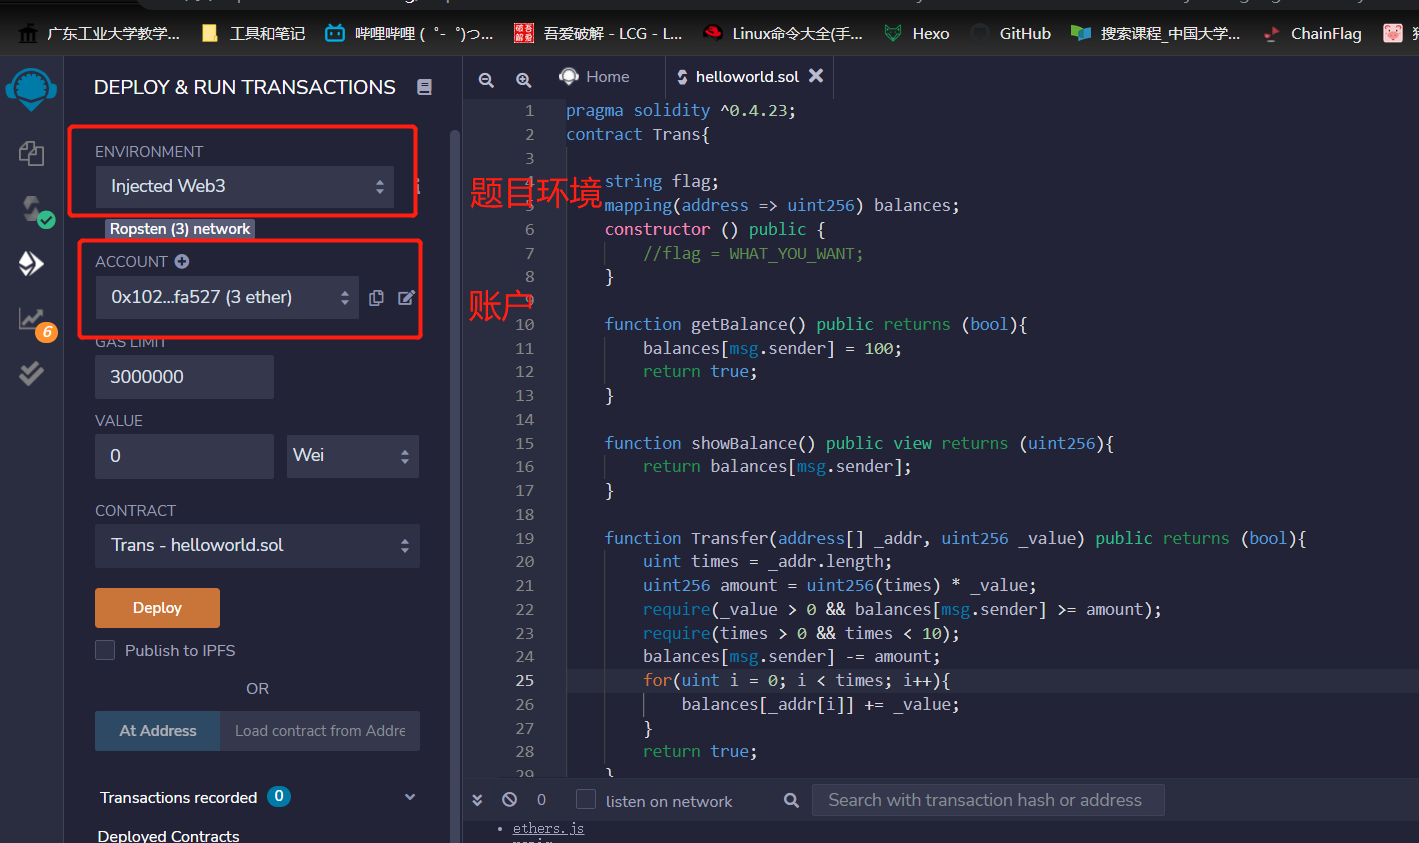 广东工业大学教学...
工具和笔记
哔哩哔哩 ( ゜- ゜)つ...
吾爱破解 - LCG - L...
Linux命令大全(手...
Hexo
GitHub
搜索课程_中国大学...
ChainFlag
DEPLOY & RUN TRANSACTIONS
ENVIRONMENT
Injected Web3
Ropsten (3) network
ACCOUNT
0x102...fa527 (3 ether)
GAS LIMIT
3000000
VALUE
0
Wei
CONTRACT
Trans - helloworld.sol
Deploy
Publish to IPFS
OR
At Address
Load contract from Addre
Transactions recorded 0
Deployed Contracts
6
题目环境
账户
Home
helloworld.sol
1 pragma solidity ^0.4.23;
2 contract Trans{
3
4 string flag;
5 mapping(address => uint256) balances;
6 constructor () public {
7 //flag = WHAT_YOU_WANT;
8 }
9
10 function getBalance() public returns (bool){
11 balances[msg.sender] = 100;
12 return true;
13 }
14
15 function showBalance() public view returns (uint256){
16 return balances[msg.sender];
17 }
18
19 function Transfer(address[] _addr, uint256 _value) public returns (bool){
20 uint times = _addr.length;
21 uint256 amount = uint256(times) * _value;
22 require(_value > 0 && balances[msg.sender] >= amount);
23 require(times > 0 && times < 10);
24 balances[msg.sender] -= amount;
25 for(uint i = 0; i < times; i++){
26 balances[_addr[i]] += _value;
27 }
28 return true;
29 }
0
listen on network
Search with transaction hash or address
• ethers.js